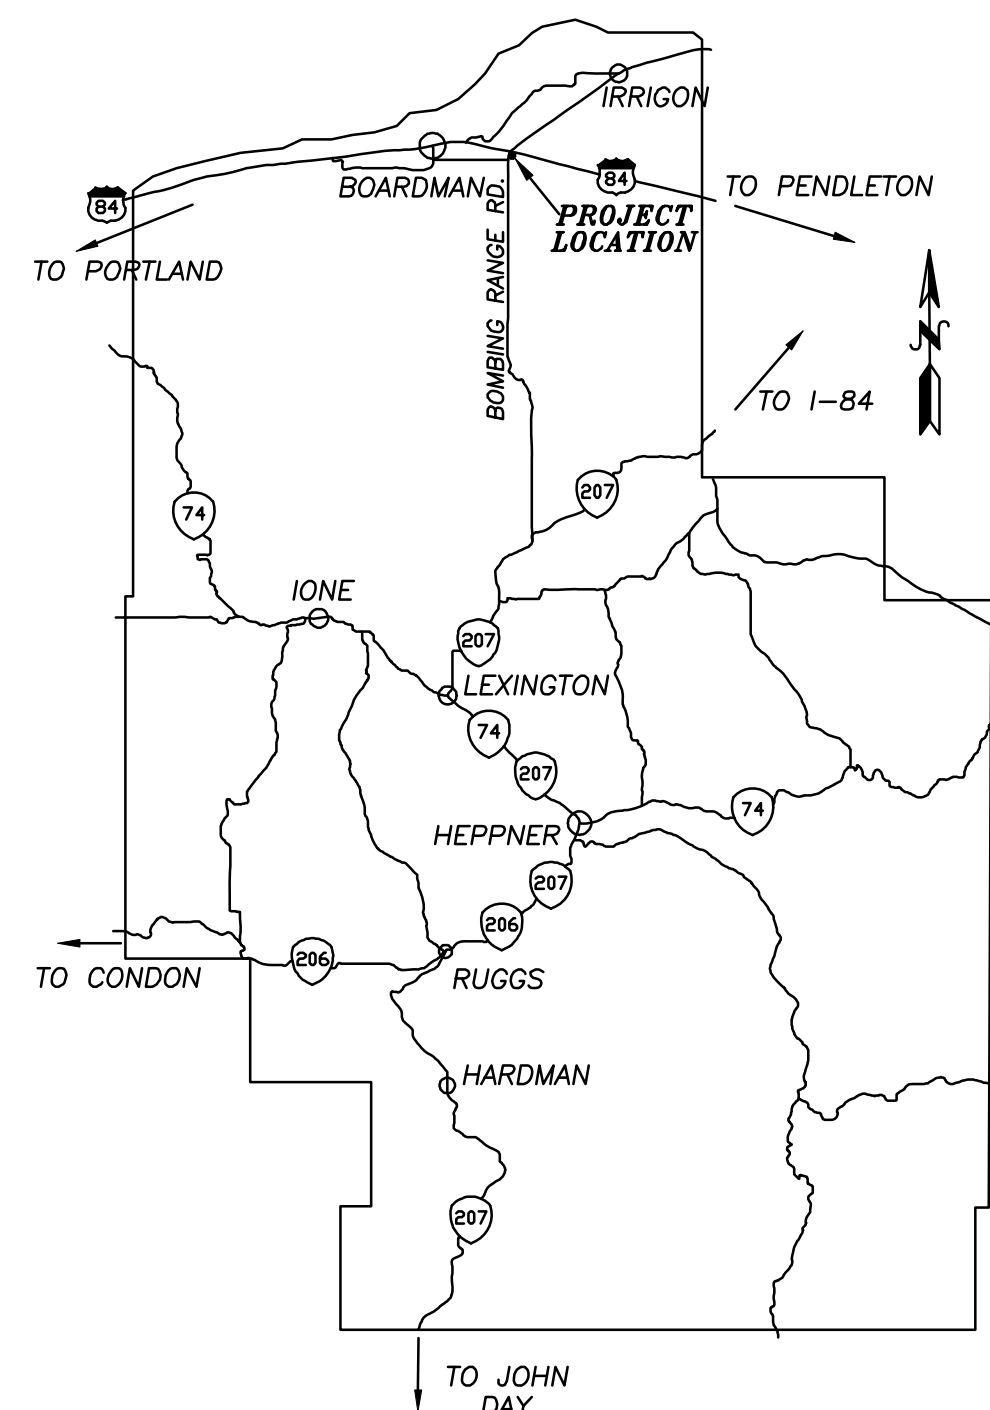 IRRIGON
BOARDMAN
84
84
TO PENDLETON
PROJECT
LOCATION
TO PORTLAND
BOMBING RANGE RD.
N
TO I-84
207
74
IONE
207
LEXINGTON
74
207
74
HEPPNER
207
206
206
TO CONDON
RUGGS
HARDMAN
207
TO JOHN
DAY